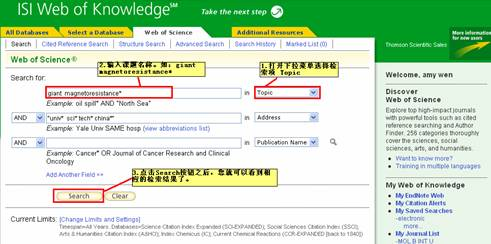 ISI Web of Knowledge℠
Take the next step
All Databases
Select a Database
Web of Science
Additional Resources
Search
Cited Reference Search
Structure Search
Advanced Search
Search History
Marked List (0)
Web of Science®
2.输入课题名称。如：giant
magnetoresistance*
1.打开下拉菜单选择检
索项 Topic
Search for:
giant magnetoresistance*
in
Topic
Example: oil spill* AND "North Sea"
AND
"univ* sci* tech* china*"
in
Address
Example: Yale Univ SAME hosp (view abbreviations list)
AND
in
Publication Name
Example: Cancer* OR Journal of Cancer Research and Clinical
Oncology
Add Another Field >>
3.点击Search按钮之后，您就可以看到相
应的检索结果了。
Search
Clear
Current Limits:
[Change Limits and Settings]
Timespan=All Years. Databases=Science Citation Index Expanded (SCI-EXPANDED); Social Sciences Citation Index (SSCI);
Arts & Humanities Citation Index (A&HCI); Index Chemicus (IC); Current Chemical Reactions (CCR-EXPANDED [back to 1840])
More information
for new users
Thomson Scientific Sales
Welcome, amy wen
Discover
Web of Science
Explore top high-impact journals
with powerful tools such as cited
reference searching and Author
Finder. 256 categories thoroughly
cover the sciences, social
sciences, arts, and humanities.
Want to know more?
Training in multiple languages
My Web of Knowledge
My EndNote Web
My Citation Alerts
My Saved Searches
-electronic
more...
My Journal List
-MOL B INT U